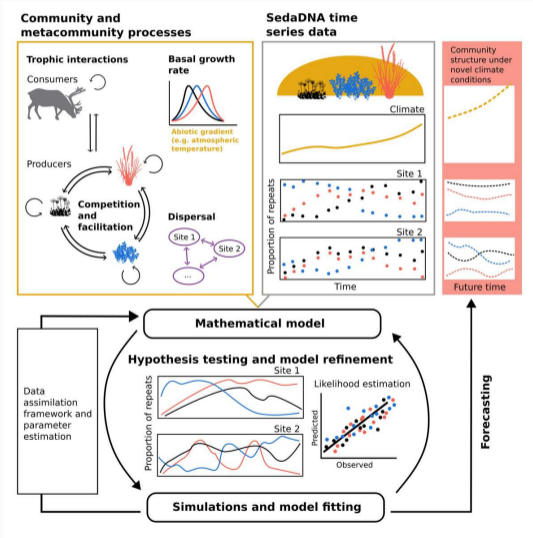 Community and
metacommunity processes
Trophic interactions
Consumers
Producers
Competition
and
facilitation
Basal growth
rate
Abiotic gradient
(e.g. atmospheric
temperature)
Dispersal
Site 1
Site 2
...
SedaDNA time
series data
Climate
Site 1
Site 2
Proportion of repeats
Time
Community
structure under
novel climate
conditions
Future time
Mathematical model
Hypothesis testing and model refinement
Site 1
Site 2
Proportion of repeats
Likelihood estimation
Predicted
Observed
Data
assimilation
framework and
parameter
estimation
Forecasting
Simulations and model fitting